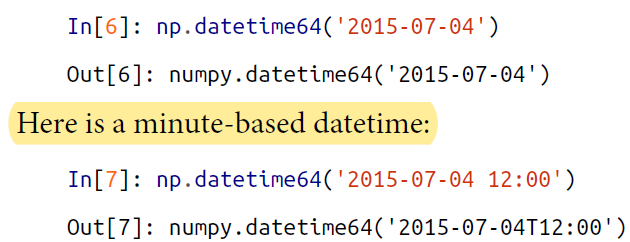 In[6]: np.datetime64('2015-07-04')
Out[6]: numpy.datetime64('2015-07-04')
Here is a minute-based datetime:
In[7]: np.datetime64('2015-07-04 12:00')
Out[7]: numpy.datetime64('2015-07-04T12:00')